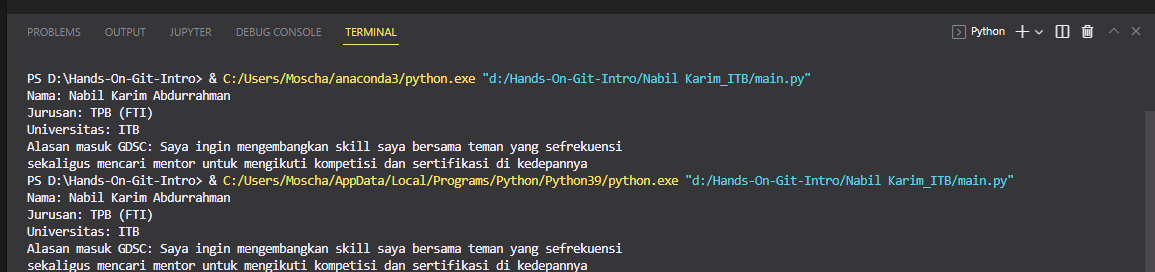 PROBLEMS OUTPUT JUPYTER DEBUG CONSOLE TERMINAL Python
PS D:\Hands-On-Git-Intro> & C:/Users/Moscha/anaconda3/python.exe "d:/Hands-On-Git-Intro/Nabil Karim_ITB/main.py"
Nama: Nabil Karim Abdurrahman
Jurusan: TPB (FTI)
Universitas: ITB
Alasan masuk GDSC: Saya ingin mengembangkan skill saya bersama teman yang sefrekuensi
sekaligus mencari mentor untuk mengikuti kompetisi dan sertifikasi di kedepannya
PS D:\Hands-On-Git-Intro> & C:/Users/Moscha/AppData/Local/Programs/Python/Python39/python.exe "d:/Hands-On-Git-Intro/Nabil Karim_ITB/main.py"
Nama: Nabil Karim Abdurrahman
Jurusan: TPB (FTI)
Universitas: ITB
Alasan masuk GDSC: Saya ingin mengembangkan skill saya bersama teman yang sefrekuensi
sekaligus mencari mentor untuk mengikuti kompetisi dan sertifikasi di kedepannya